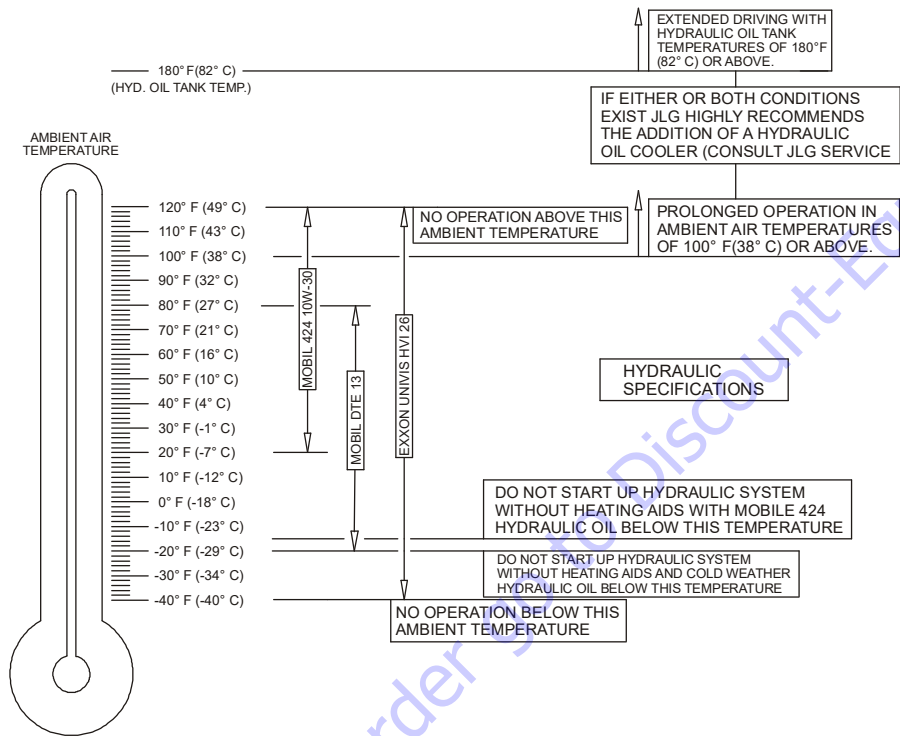 EXTENDED DRIVING WITH
HYDRAULIC OIL TANK
TEMPERATURES OF 180°F
(82° C) OR ABOVE.
180° F(82° C)
(HYD. OIL TANK TEMP.)
IF EITHER OR BOTH CONDITIONS
EXIST JLG HIGHLY RECOMMENDS
THE ADDITION OF A HYDRAULIC
OIL COOLER (CONSULT JLG SERVICE
AMBIENT AIR
TEMPERATURE
120° F (49° C)
110° F (43° C)
100° F (38° C)
90° F (32° C)
80° F (27° C)
70° F (21° C)
60° F (16° C)
50° F (10° C)
40° F (4° C)
30° F (-1° C)
20° F (-7° C)
10° F (-12° C)
0° F (-18° C)
-10° F (-23° C)
-20° F (-29° C)
-30° F (-34° C)
-40° F (-40° C)
NO OPERATION ABOVE THIS
AMBIENT TEMPERATURE
PROLONGED OPERATION IN
AMBIENT AIR TEMPERATURES
OF 100° F(38° C) OR ABOVE.
MOBIL 424 10W-30
MOBIL DTE 13
EXXON UNIVIS HVI 26
HYDRAULIC
SPECIFICATIONS
DO NOT START UP HYDRAULIC SYSTEM
WITHOUT HEATING AIDS WITH MOBILE 424
HYDRAULIC OIL BELOW THIS TEMPERATURE
DO NOT START UP HYDRAULIC SYSTEM
WITHOUT HEATING AIDS AND COLD WEATHER
HYDRAULIC OIL BELOW THIS TEMPERATURE
NO OPERATION BELOW THIS
AMBIENT TEMPERATURE
rder go to Discount-Equ